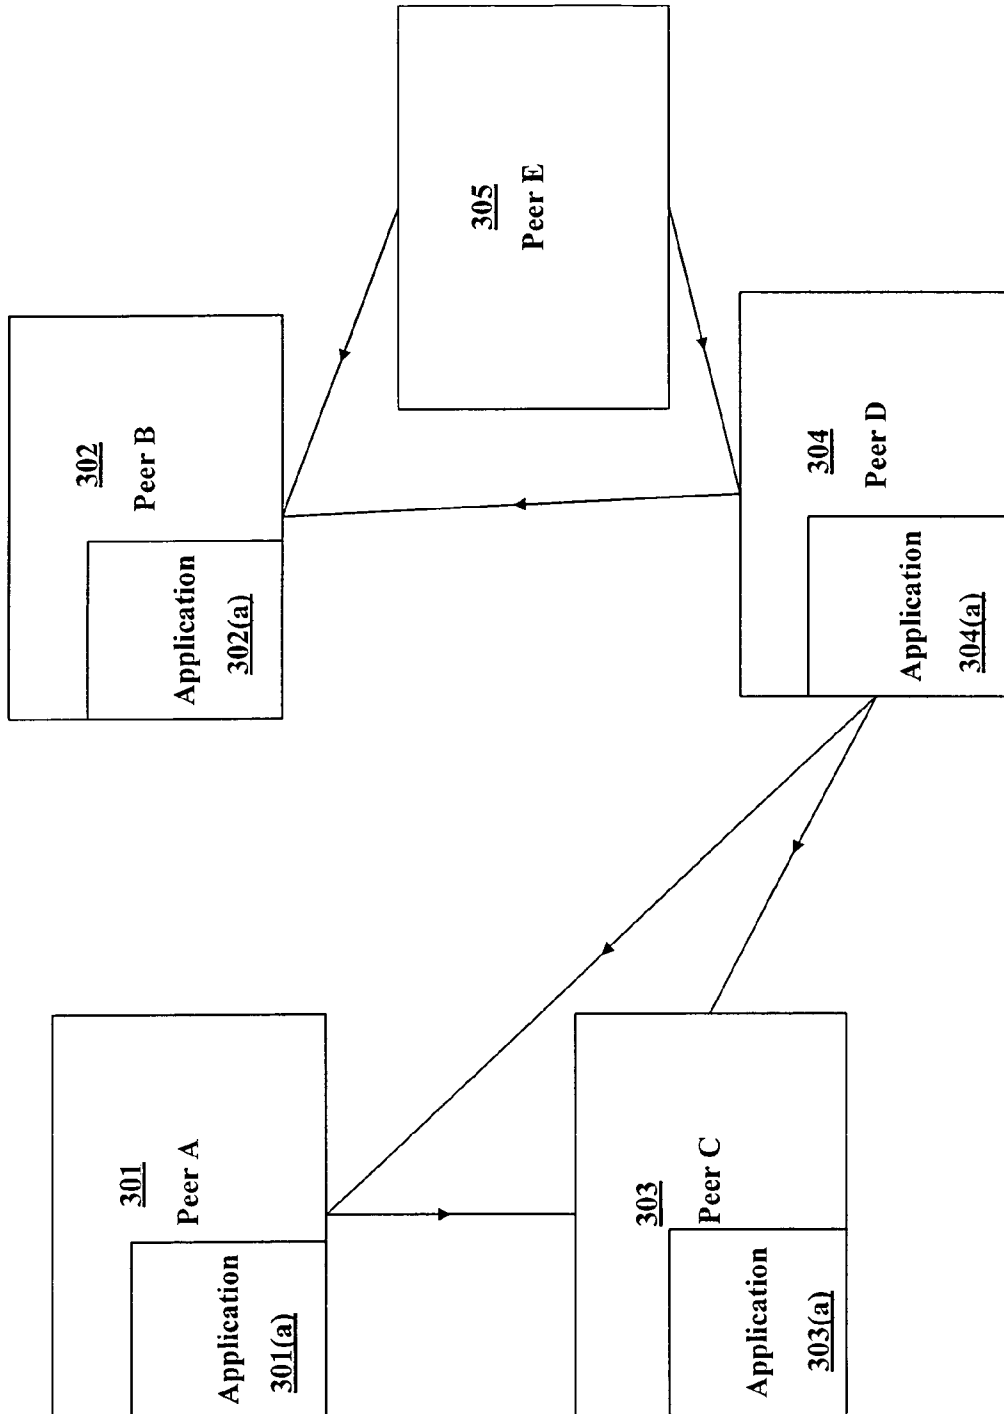 301
Peer A
Application
301(a)
302
Peer B
Application
302(a)
303
Peer C
Application
303(a)
304
Peer D
Application
304(a)
305
Peer E